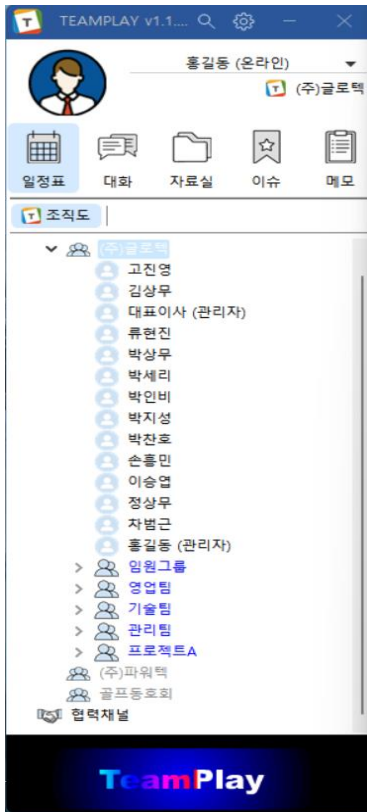 TEAMPLAY v1.1....
홍길동 (온라인)
(주)글로텍
일정표 대화 자료실 이슈 메모
조직도
(주)글로텍
고진영
김상무
대표이사 (관리자)
류현진
박상무
박세리
박인비
박지성
박찬호
손흥민
이승엽
정상무
차범근
홍길동 (관리자)
임원그룹
영업팀
기술팀
관리팀
프로젝트A
(주)파워텍
골프동호회
협력채널
TeamPlay